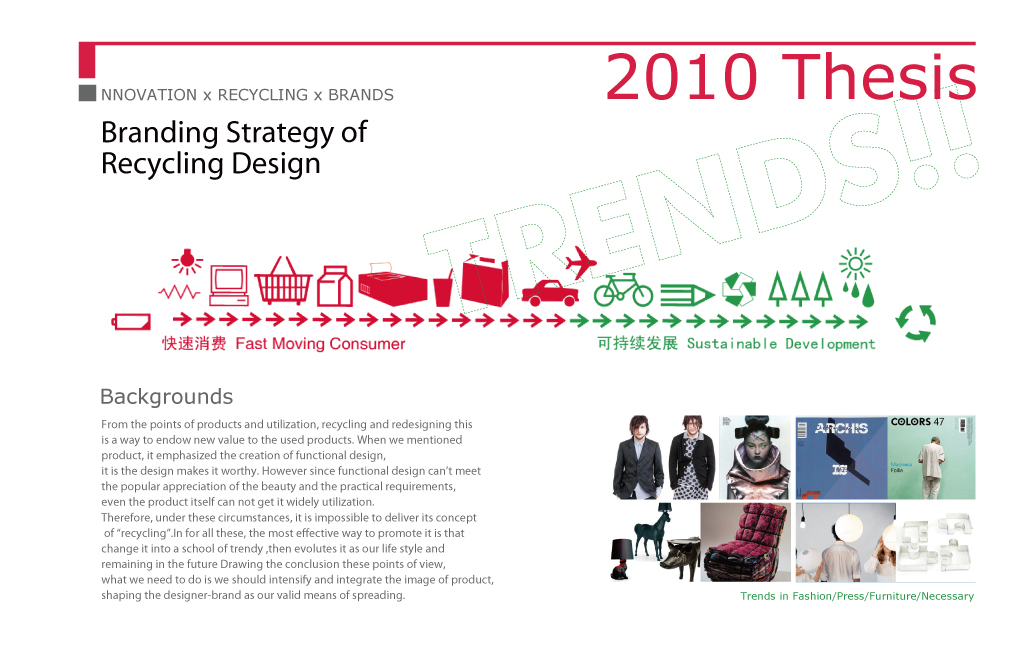 2010 Thesis
NNOVATION x RECYCLING x BRANDS
Branding Strategy of
Recycling Design
TRENDS!!
快速消费 Fast Moving Consumer
可持续发展 Sustainable Development
Backgrounds
From the points of products and utilization, recycling and redesigning this
is a way to endow new value to the used products. When we mentioned
product, it emphasized the creation of functional design,
it is the design makes it worthy. However since functional design can’t meet
the popular appreciation of the beauty and the practical requirements,
even the product itself can not get it widely utilization.
Therefore, under these circumstances, it is impossible to deliver its concept
of “recycling”.In for all these, the most effective way to promote it is that
change it into a school of trendy ,then evolutes it as our life style and
remaining in the future Drawing the conclusion these points of view,
what we need to do is we should intensify and integrate the image of product,
shaping the designer-brand as our valid means of spreading.
ARCHIS
COLORS 47
Folle
Trends in Fashion/Press/Furniture/Necessary